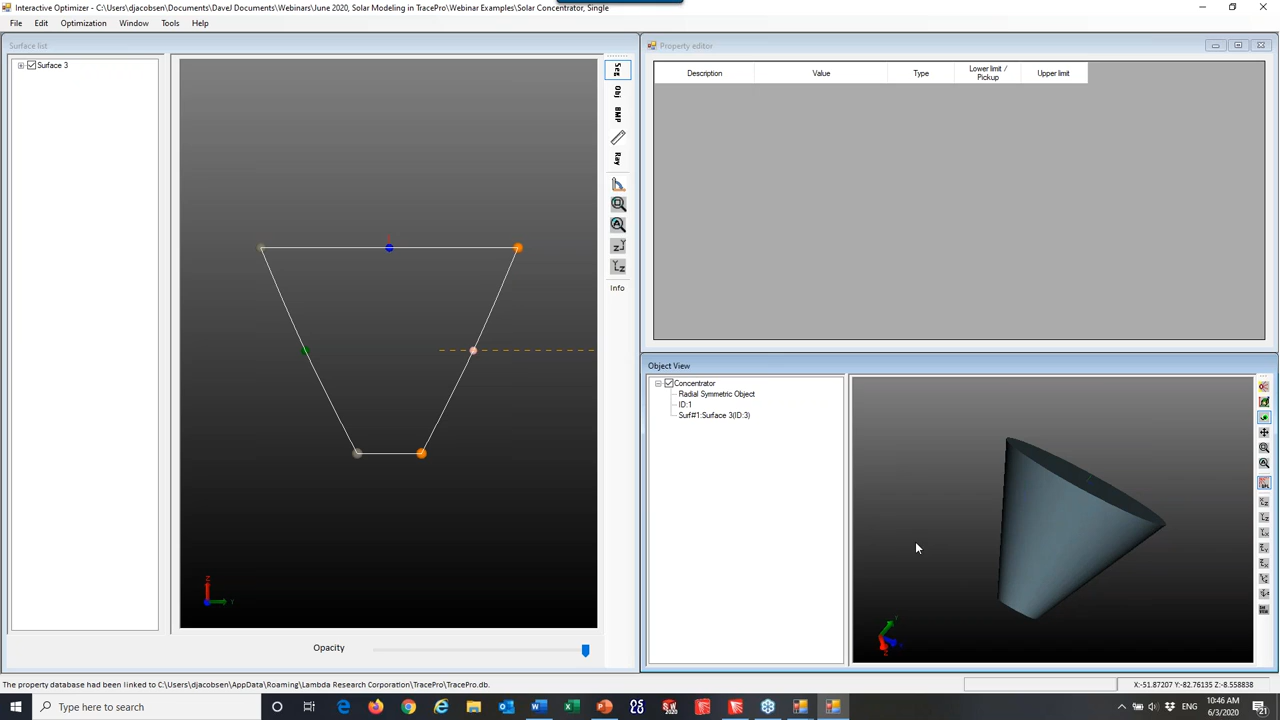 Interactive Optimizer - C:\Users\djacobsen\Documents\DaveJ Documents\Webinars\June 2020, Solar Modeling in TracePro\Webinar Examples\Solar Concentrator, Single
File Edit Optimization Window Tools Help
Surface list
Surface 3
Seg
Obj
BMP
Ray
Info
Z
Y
Opacity
Property editor
Description Value Type Lower limit / Pickup Upper limit
Object View
Concentrator
Radial Symmetric Object
ID:1
Surf#1:Surface 3(ID:3)
The property database had been linked to C:\Users\djacobsen\AppData\Roaming\Lambda Research Corporation\TracePro\TracePro.db.
X:-51.87207 Y:-82.76135 Z:-8.558838
Type here to search
10:46 AM
6/3/2020